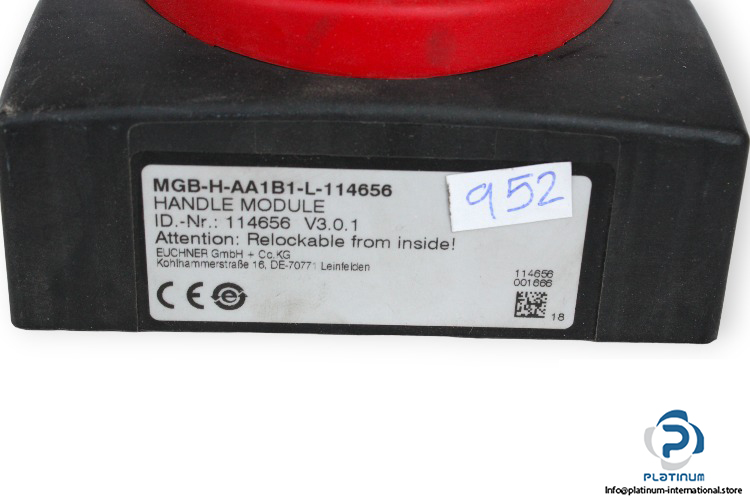 MGB-H-AA1B1-L-114656
HANDLE MODULE
ID.-Nr.: 114656 V3.0.1
Attention: Relockable from inside!
EUCHNER GmbH + Co.KG
Kohlhammerstraße 16, DE-70771 Leinfelden
952
CE e
114656
001666
18
PLATINUM
Info@platinum-international.store